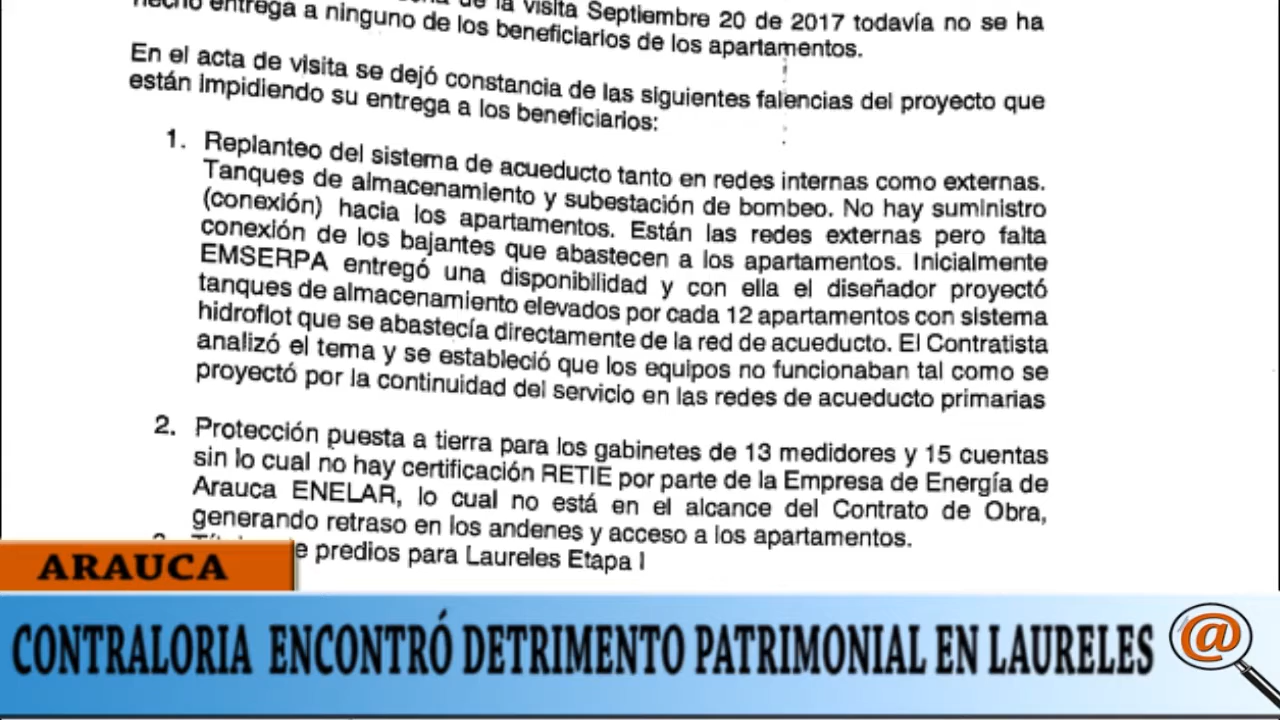 de la visita Septiembre 20 de 2017 todavía no se ha
hecho entrega a ninguno de los beneficiarios de los apartamentos.
En el acta de visita se dejó constancia de las siguientes falencias del proyecto que
están impidiendo su entrega a los beneficiarios:
1. Replanteo del sistema de acueducto tanto en redes internas como externas.
Tanques de almacenamiento y subestación de bombeo. No hay suministro
(conexión) hacia los apartamentos. Están las redes externas pero falta
conexión de los bajantes que abastecen a los apartamentos. Inicialmente
EMSERPA entregó una disponibilidad y con ella el diseñador proyectó
tanques de almacenamiento elevados por cada 12 apartamentos con sistema
hidroflot que se abastecía directamente de la red de acueducto. El Contratista
analizó el tema y se estableció que los equipos no funcionaban tal como se
proyectó por la continuidad del servicio en las redes de acueducto primarias
2. Protección puesta a tierra para los gabinetes de 13 medidores y 15 cuentas
sin lo cual no hay certificación RETIE por parte de la Empresa de Energía de
Arauca ENELAR, lo cual no está en el alcance del Contrato de Obra,
generando retraso en los andenes y acceso a los apartamentos.
predios para Laureles Etapa I
ARAUCA
CONTRALORIA ENCONTRÓ DETRIMENTO PATRIMONIAL EN LAURELES
@